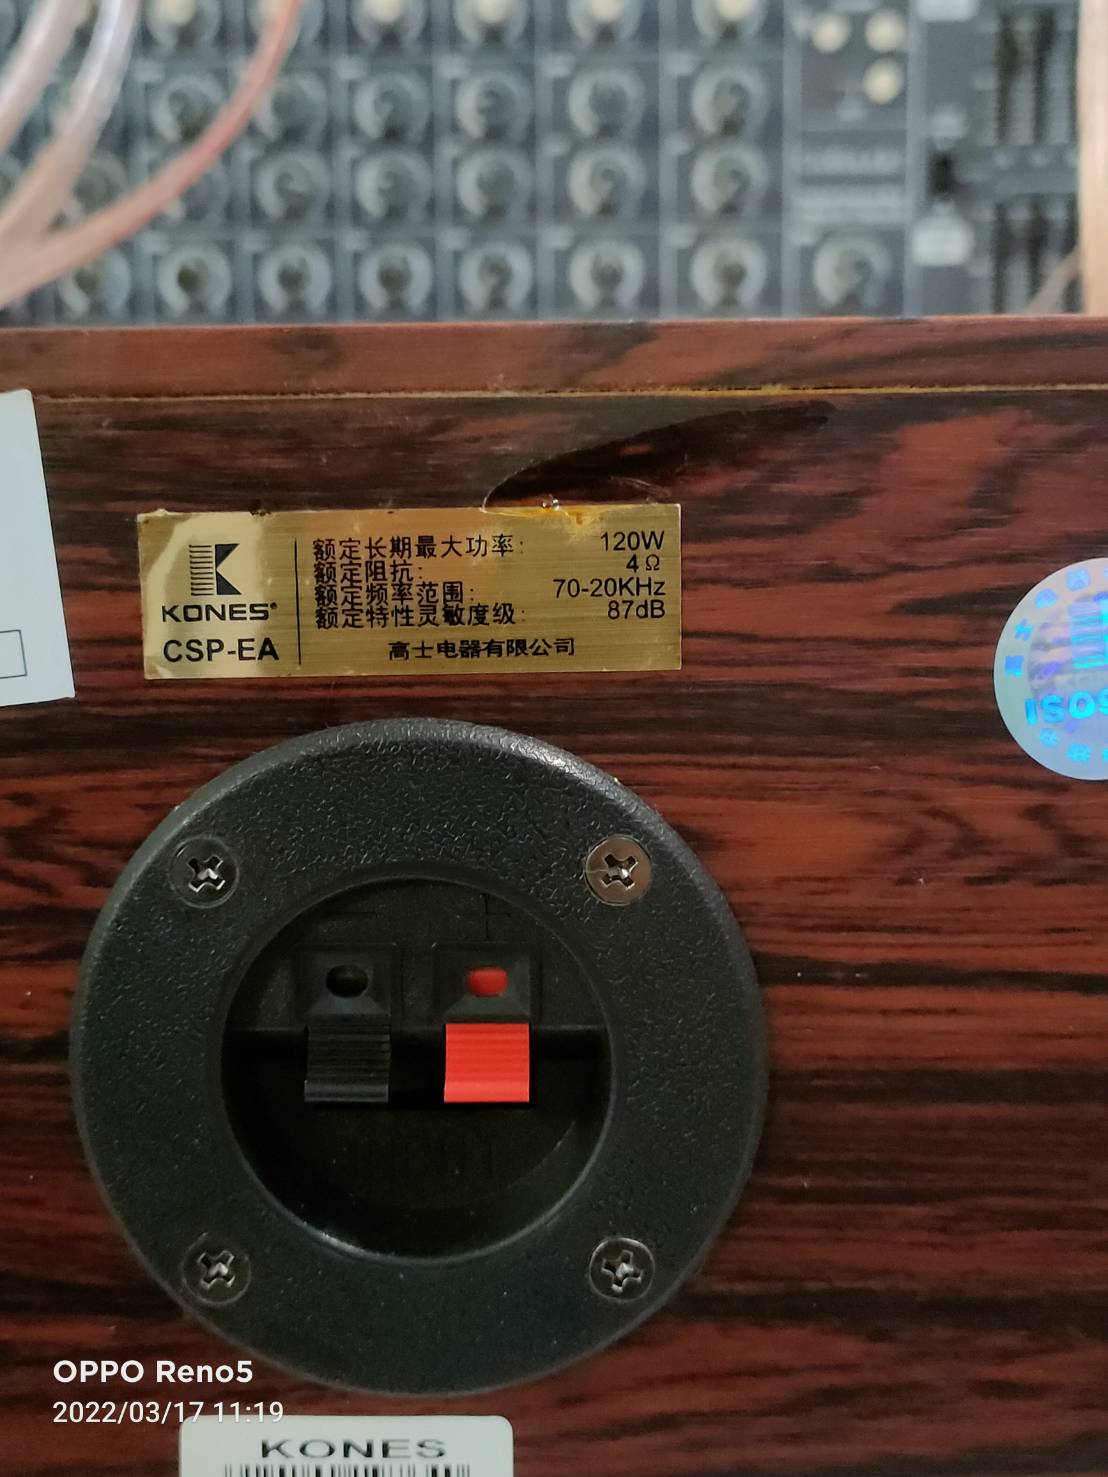 额定长期最大功率: 120W
额定阻抗: 4Ω
额定频率范围: 70-20KHz
额定特性灵敏度级: 87dB
KONES®
CSP-EA
高士电器有限公司
OPPO Reno5
2022/03/17 11:19
KONES